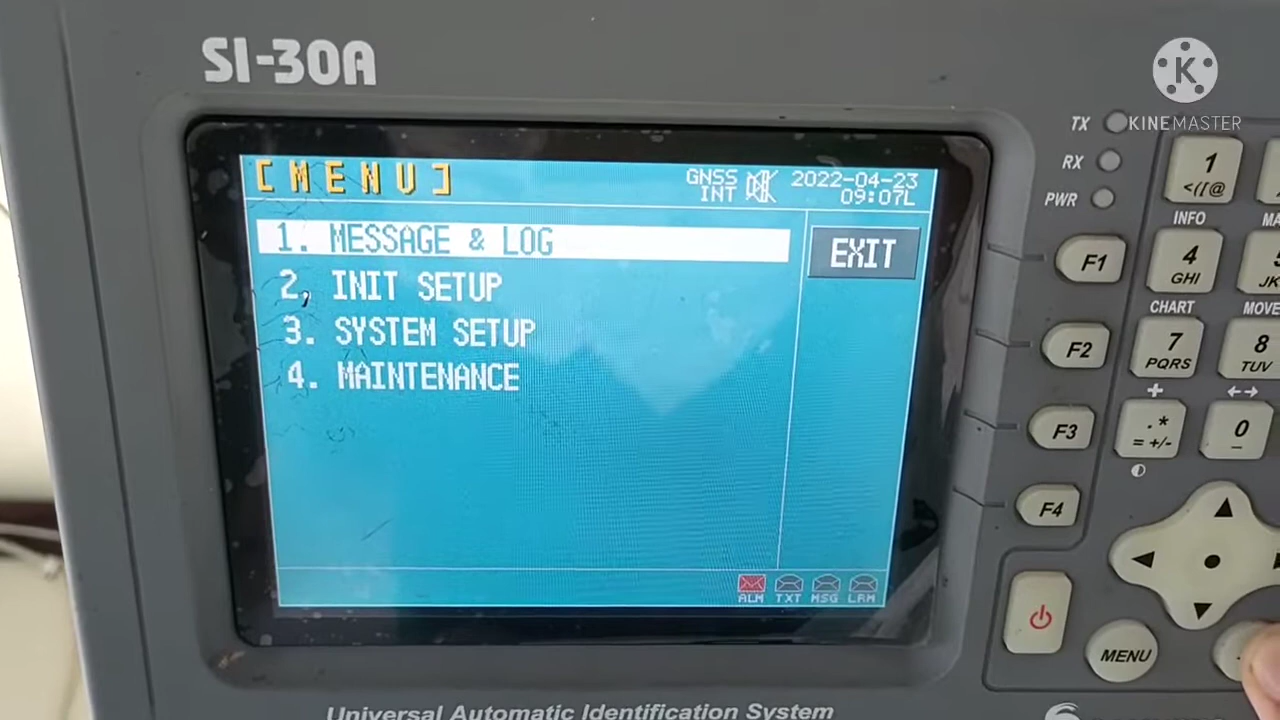 SI-30A
KINEMASTER
[MENU]
GNSS
INT
2022-04-23
09:07L
1. MESSAGE & LOG
2, INIT SETUP
3. SYSTEM SETUP
4. MAINTENANCE
EXIT
ALM TXT MSG LRM
TX
RX
PWR
F1
F2
F3
F4
1
<([@
INFO
4
GHI
CHART
7
PQRS
MOVE
8
TUV
.*
= +/-
0
_
MENU
Universal Automatic Identification System